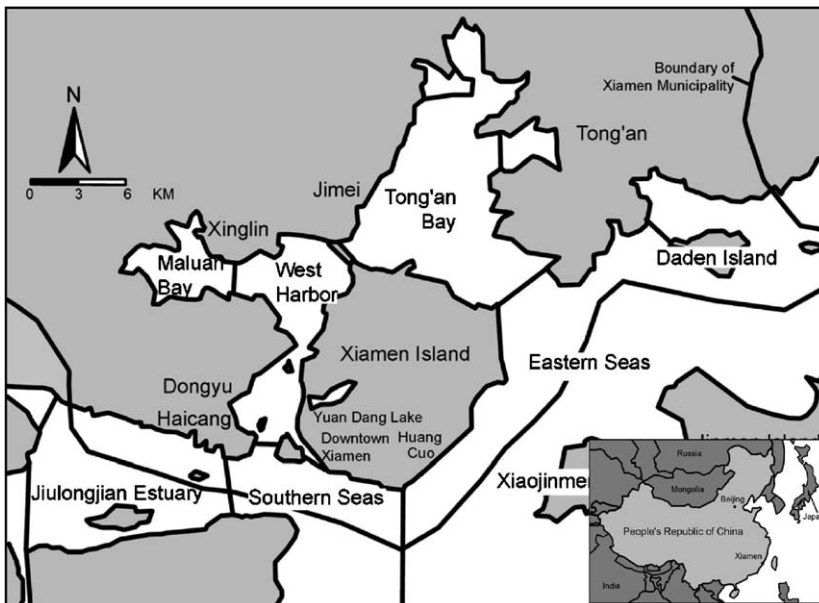 Boundary of
Xiamen Municipality
N
Tong'an
0 3 6 KM
Jimei
Tong'an
Bay
Xinglin
Maluan
Bay
West
Harbor
Daden Island
Xiamen Island
Eastern Seas
Dongyu
Haicang
Yuan Dang Lake
Downtown
Xiamen
Huang
Cuo
Jiulongjian Estuary
Southern Seas
Russia
Mongolia
Beijing
People's Republic of China
Xiamen
India